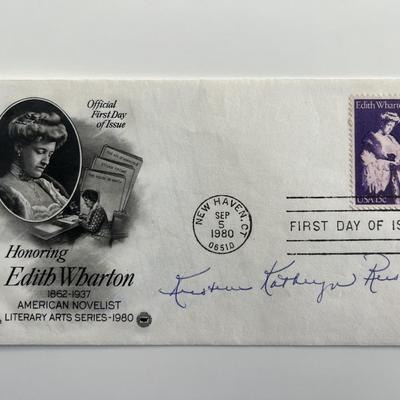 Official
First Day
of Issue
Edith Wharton
USA 15c
NEW HAVEN, CT
SEP
5
1980
06510
FIRST DAY OF IS
Honoring
Edith Wharton
1862-1937
AMERICAN NOVELIST
LITERARY ARTS SERIES-1980
Kathryn